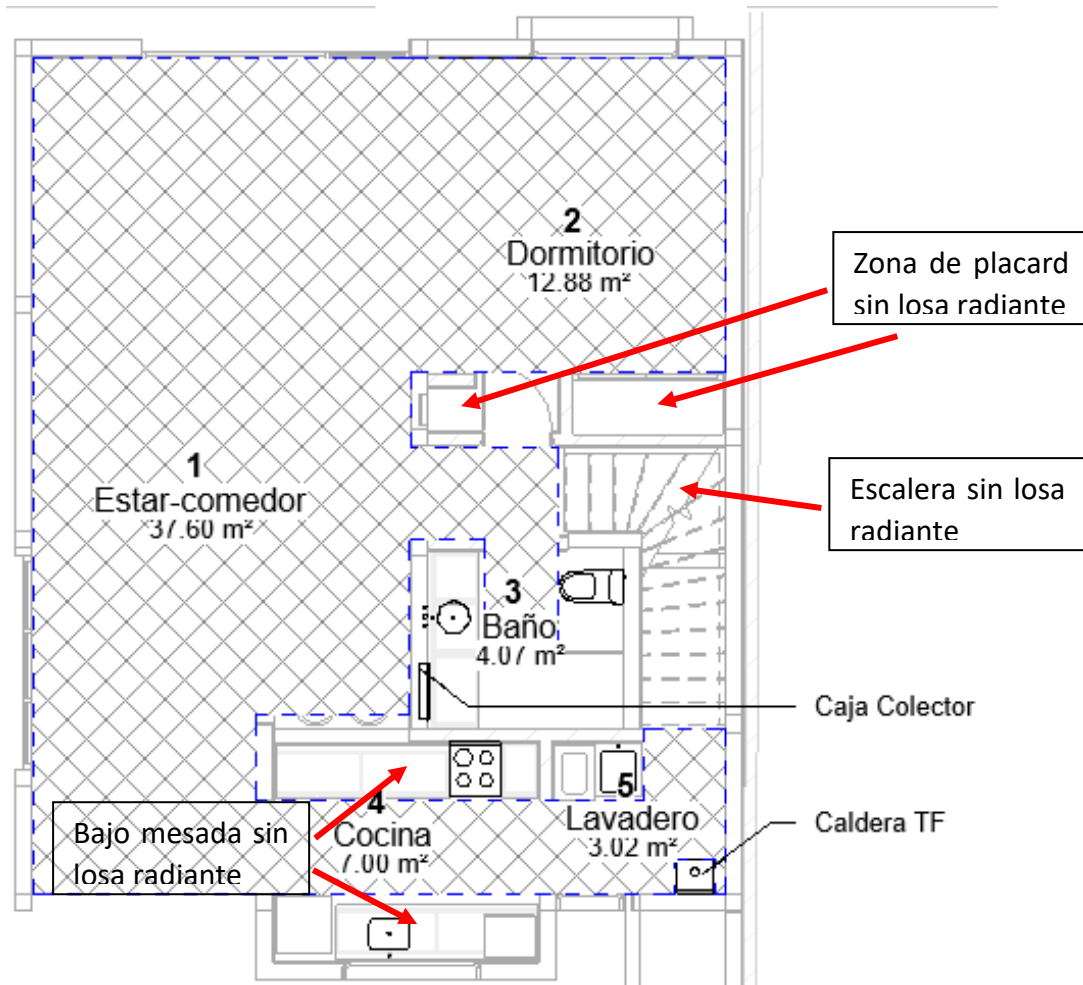 2
Dormitorio
12.88 m²
Zona de placard
sin losa radiante
1
Estar-comedor
37.60 m²
Escalera sin losa
radiante
3
Baño
4.07 m²
Caja Colector
4
Cocina
7.00 m²
5
Lavadero
3.02 m²
Caldera TF
Bajo mesada sin
losa radiante